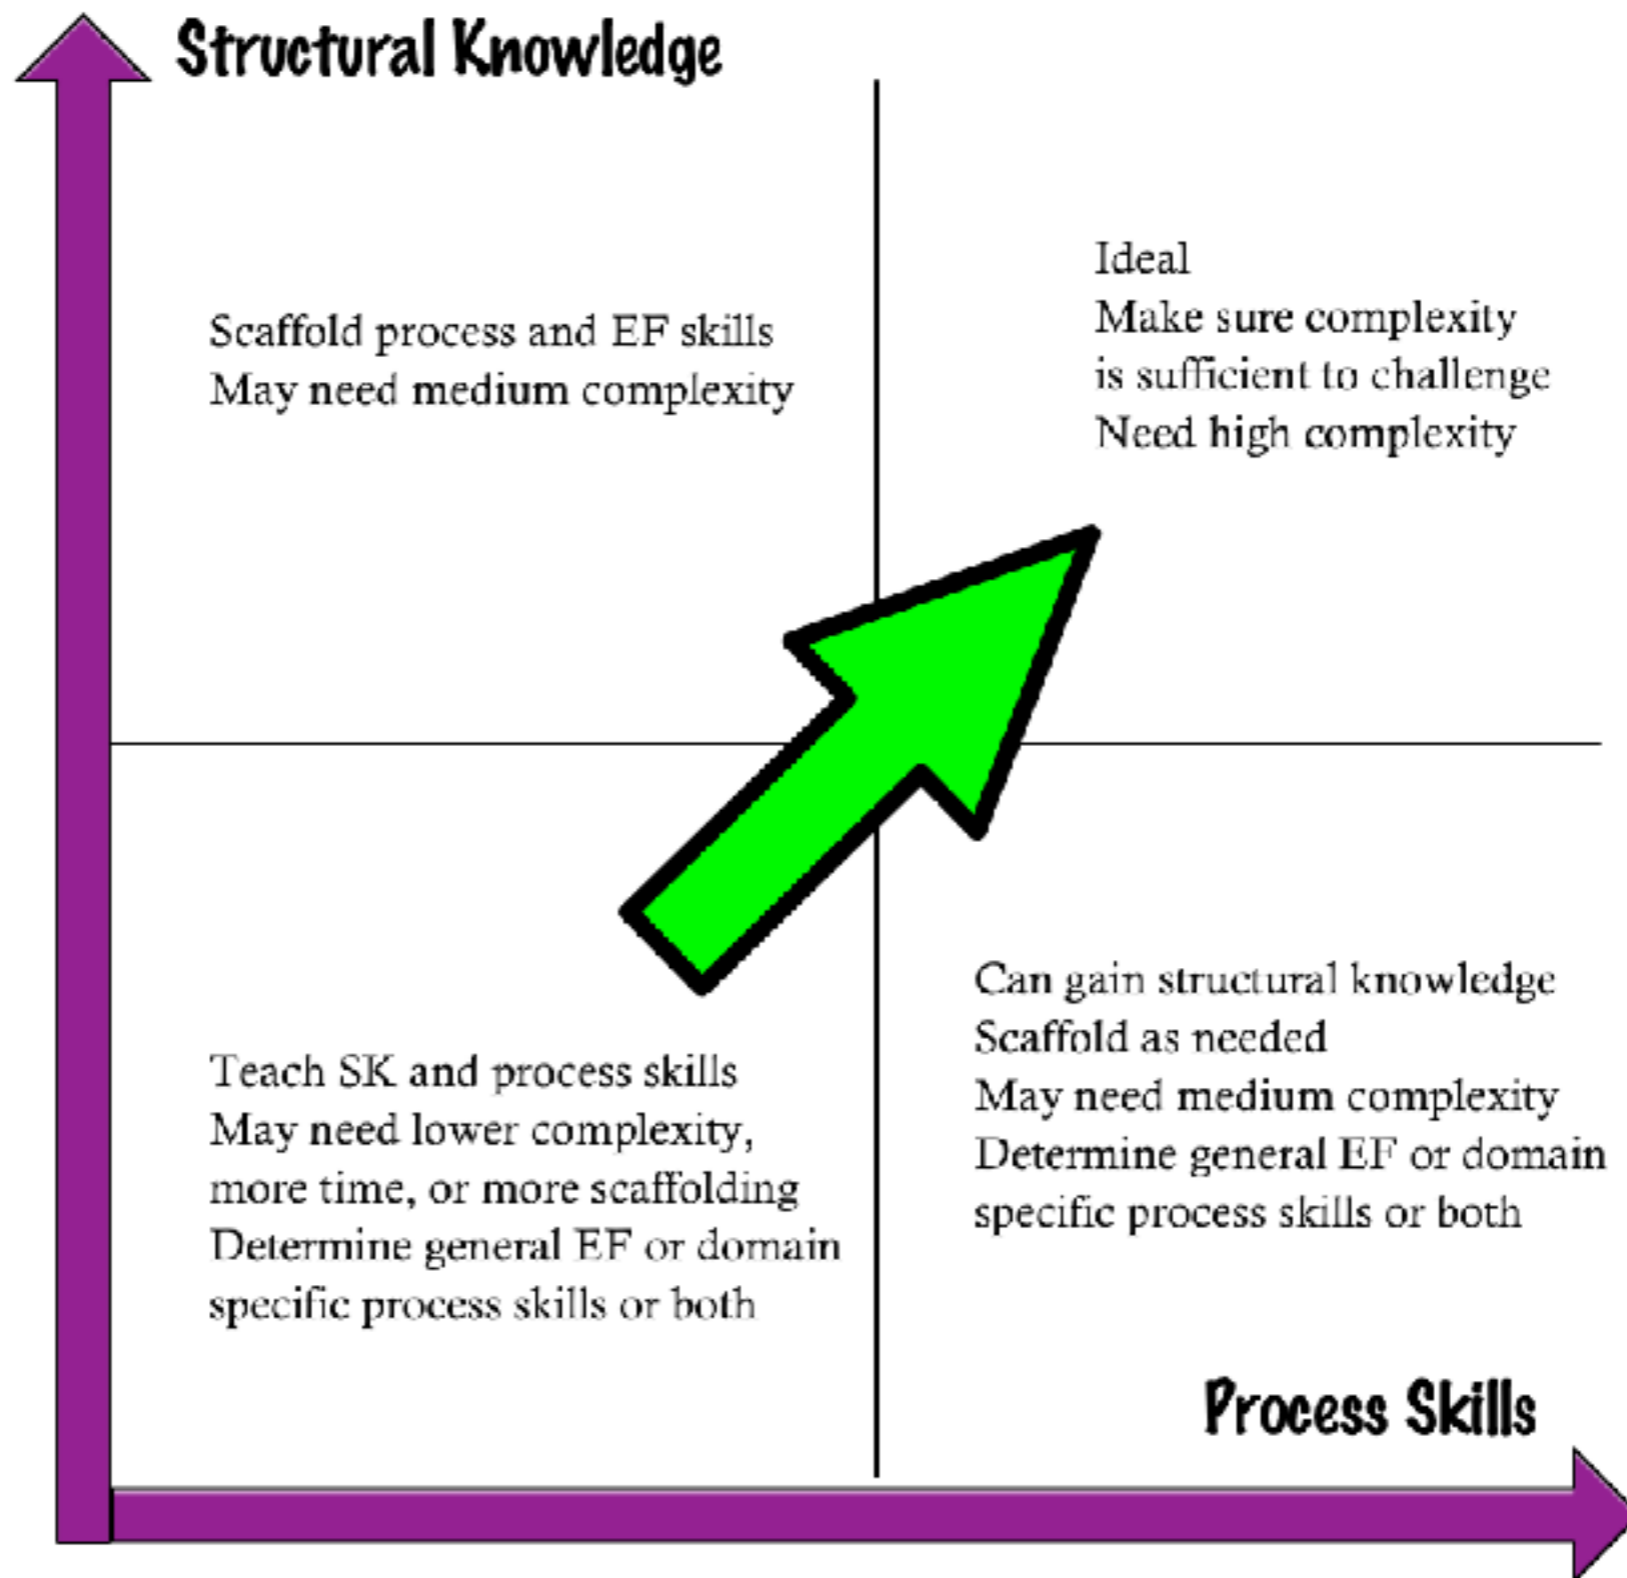 Structural Knowledge
Scaffold process and EF skills
May need medium complexity
Ideal
Make sure complexity
is sufficient to challenge
Need high complexity
Teach SK and process skills
May need lower complexity,
more time, or more scaffolding
Determine general EF or domain
specific process skills or both
Can gain structural knowledge
Scaffold as needed
May need medium complexity
Determine general EF or domain
specific process skills or both
Process Skills